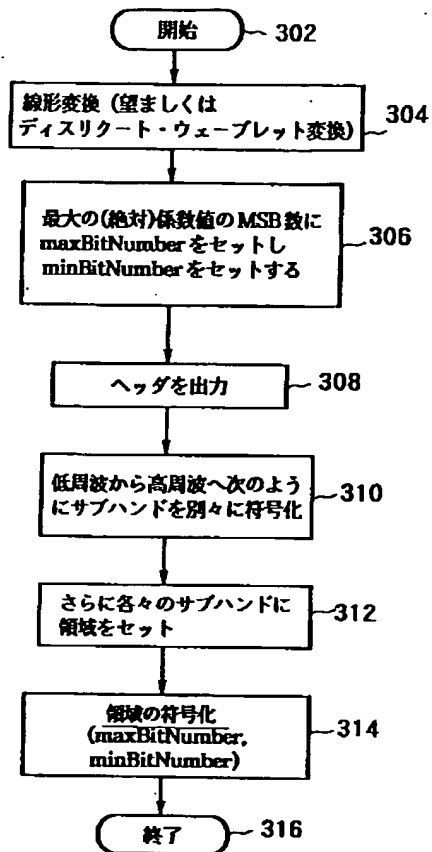 開始
302
線形変換 (望ましくは
ディスクリート・ウェーブレット変換)
304
最大の(絶対)係数値のMSB数に
maxBitNumberをセットし
minBitNumberをセットする
306
ヘッダを出力
308
低周波から高周波へ次のよう
にサブハンドを別々に符号化
310
さらに各々のサブハンドに
領域をセット
312
領域の符号化
(maxBitNumber,
minBitNumber)
314
終了
316